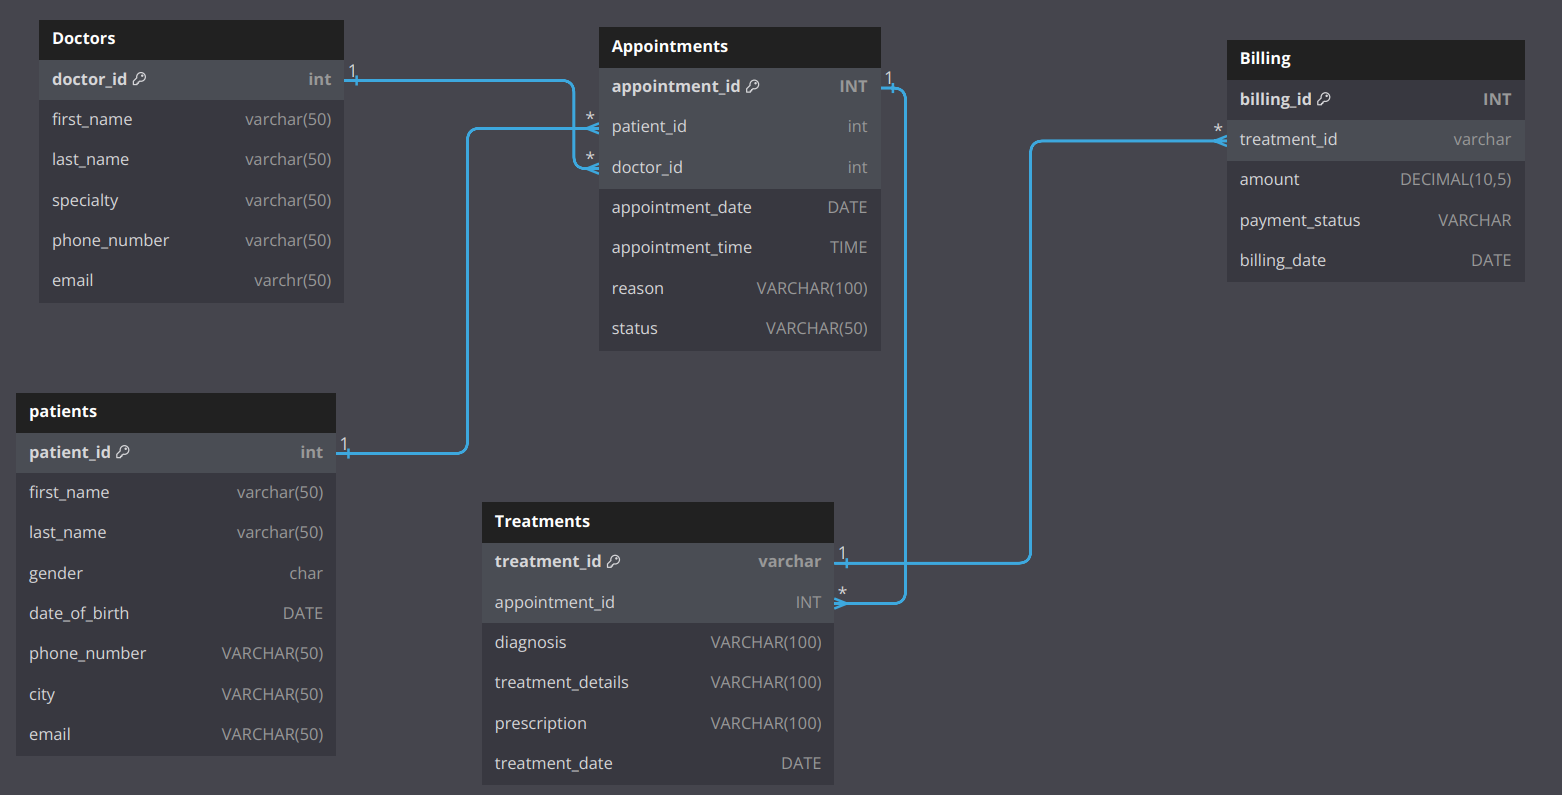 Doctors
doctor_id int
first_name varchar(50)
last_name varchar(50)
specialty varchar(50)
phone_number varchar(50)
email varchr(50)
1
Appointments
appointment_id INT
* patient_id int
* doctor_id int
appointment_date DATE
appointment_time TIME
reason VARCHAR(100)
status VARCHAR(50)
1
Billing
billing_id INT
* treatment_id varchar
amount DECIMAL(10,5)
payment_status VARCHAR
billing_date DATE
patients
patient_id int 1
first_name varchar(50)
last_name varchar(50)
gender char
date_of_birth DATE
phone_number VARCHAR(50)
city VARCHAR(50)
email VARCHAR(50)
Treatments
treatment_id varchar 1
appointment_id INT *
diagnosis VARCHAR(100)
treatment_details VARCHAR(100)
prescription VARCHAR(100)
treatment_date DATE